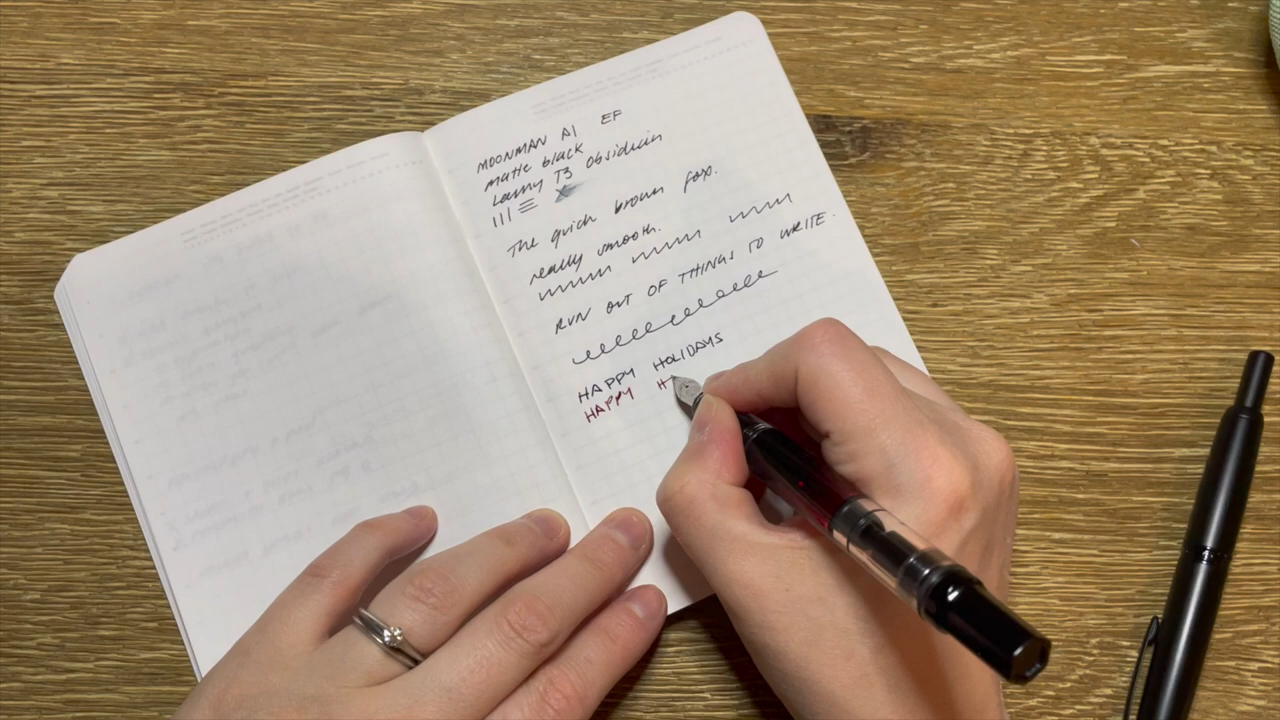 MOONMAN A1 EF
matte black
Lamy T3 Obsidian
The quick brown fox.
really smooth.
RUN OUT OF THINGS TO WRITE.
HAPPY HOLIDAYS
HAPPY H